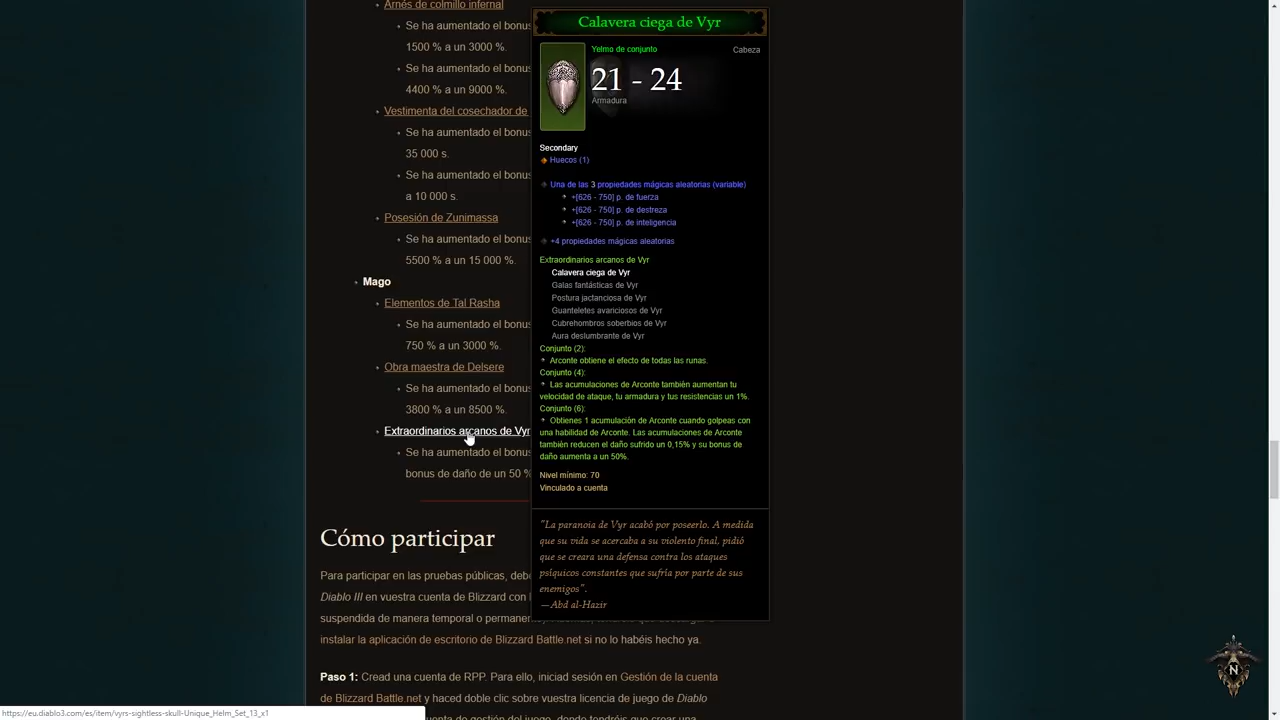 Arnés de colmillo infernal
Se ha aumentado el bonus
1500 % a un 3000 %.
Se ha aumentado el bonus
4400 % a un 9000 %.
Vestimenta del cosechador de
Se ha aumentado el bonus
35 000 s.
Se ha aumentado el bonus
a 10 000 s.
Posesión de Zunimassa
Se ha aumentado el bonus
5500 % a un 15 000 %.
Mago
Elementos de Tal Rasha
Se ha aumentado el bonus
750 % a un 3000 %.
Obra maestra de Delsere
Se ha aumentado el bonus
3800 % a un 8500 %.
Extraordinarios arcanos de Vyr
Se ha aumentado el bonus
bonus de daño de un 50 %
Calavera ciega de Vyr
Yelmo de conjunto
Cabeza
21 - 24
Armadura
Secondary
Huecos (1)
Una de las 3 propiedades mágicas aleatorias (variable)
+[626 - 750] p. de fuerza
+[626 - 750] p. de destreza
+[626 - 750] p. de inteligencia
+4 propiedades mágicas aleatorias
Extraordinarios arcanos de Vyr
Calavera ciega de Vyr
Galas fantásticas de Vyr
Postura jactanciosa de Vyr
Guanteletes avariciosos de Vyr
Cubrehombros soberbios de Vyr
Aura deslumbrante de Vyr
Conjunto (2):
Arconte obtiene el efecto de todas las runas.
Conjunto (4):
Las acumulaciones de Arconte también aumentan tu
velocidad de ataque, tu armadura y tus resistencias un 1%.
Conjunto (6):
Obtienes 1 acumulación de Arconte cuando golpeas con
una habilidad de Arconte. Las acumulaciones de Arconte
también reducen el daño sufrido un 0,15% y su bonus de
daño aumenta a un 50%.
Nivel mínimo: 70
Vinculado a cuenta
"La paranoia de Vyr acabó por poseerlo. A medida
que su vida se acercaba a su violento final, pidió
que se creara una defensa contra los ataques
psíquicos constantes que sufría por parte de sus
enemigos".
—Abd al-Hazir
Cómo participar
Para participar en las pruebas públicas, deb
Diablo III en vuestra cuenta de Blizzard con
suspendida de manera temporal o permanen
instalar la aplicación de escritorio de Blizzard Battle.net si no lo habéis hecho ya.
Paso 1: Cread una cuenta de RPP. Para ello, iniciad sesión en Gestión de la cuenta
de Blizzard Battle.net y haced doble clic sobre vuestra licencia de juego de Diablo
cuenta de gestión del juego, donde tendréis que crear una
https://eu.diablo3.com/es/item/vyrs-sightless-skull-Unique_Helm_Set_13_x1
N